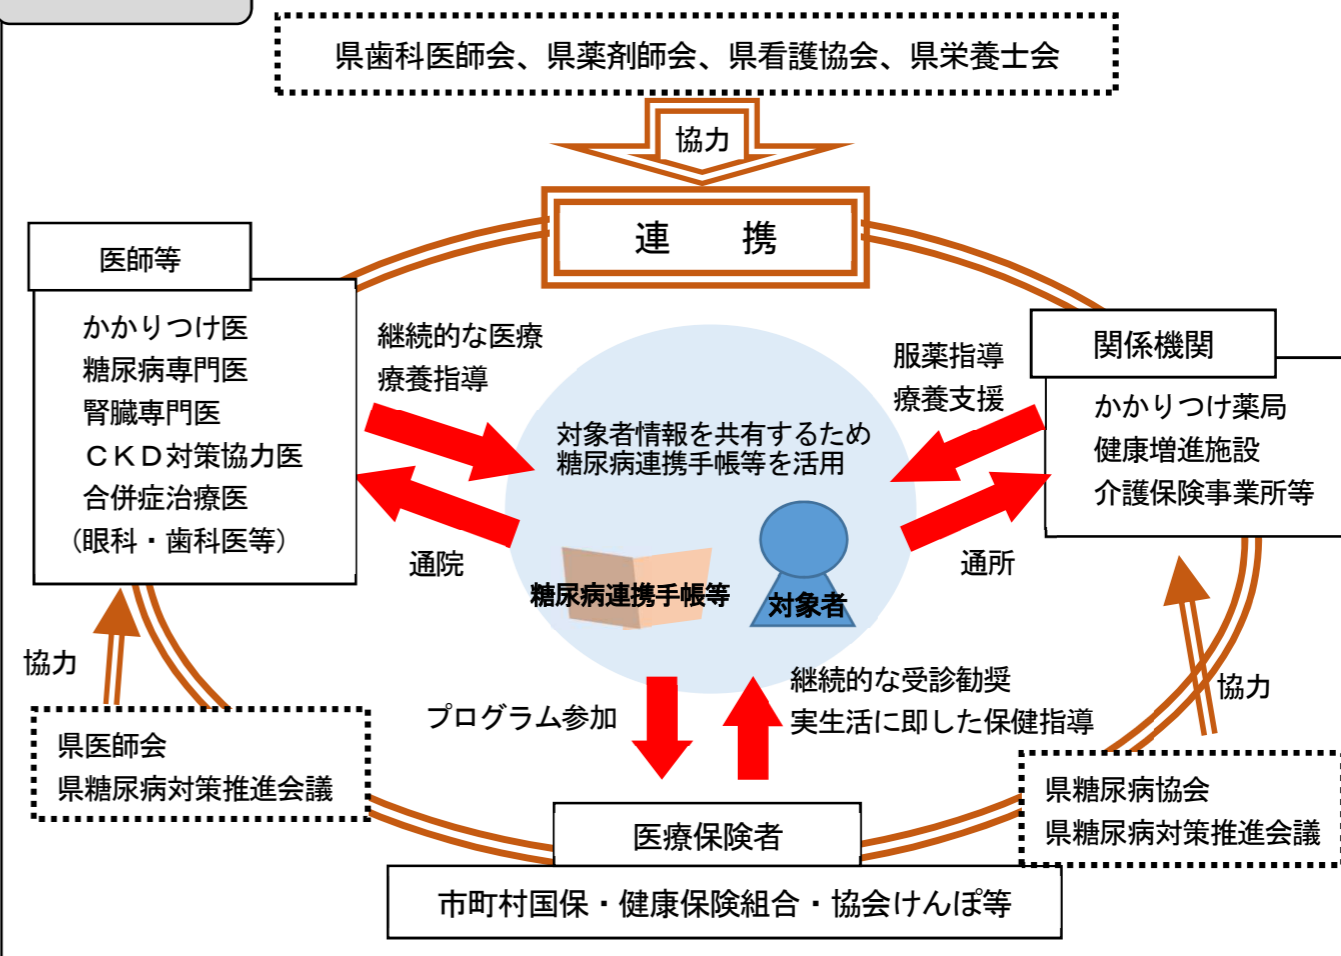 県歯科医師会、県薬剤師会、県看護協会、県栄養士会
協力
連　携
医師等
かかりつけ医
糖尿病専門医
腎臓専門医
ＣＫＤ対策協力医
合併症治療医
（眼科・歯科医等）
継続的な医療
療養指導
通院
対象者情報を共有するため
糖尿病連携手帳等を活用
糖尿病連携手帳等
対象者
服薬指導
療養支援
通所
関係機関
かかりつけ薬局
健康増進施設
介護保険事業所等
協力
県医師会
県糖尿病対策推進会議
プログラム参加
継続的な受診勧奨
実生活に即した保健指導
協力
県糖尿病協会
県糖尿病対策推進会議
医療保険者
市町村国保・健康保険組合・協会けんぽ等